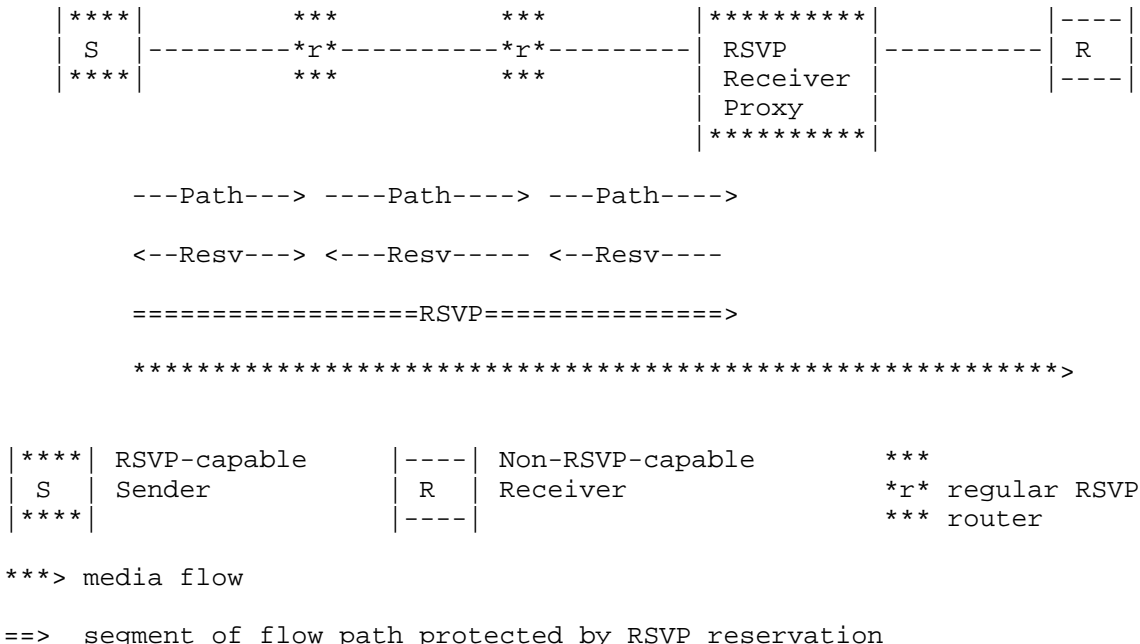 |****|         ***          ***         |**********|           |----|
| S  |---------*r*----------*r*---------| RSVP     |----------| R  |
|****|         ***          ***         | Receiver |           |----|
                                        | Proxy    |
                                        |**********|
---Path---> ----Path----> ---Path---->
<--Resv---> <---Resv----- <--Resv----
==================RSVP===============>
**********************************************************>
|****| RSVP-capable     |----| Non-RSVP-capable        ***
| S  | Sender           | R  | Receiver               *r* regular RSVP
|****|                  |----|                         *** router
***> media flow
==>  segment of flow path protected by RSVP reservation